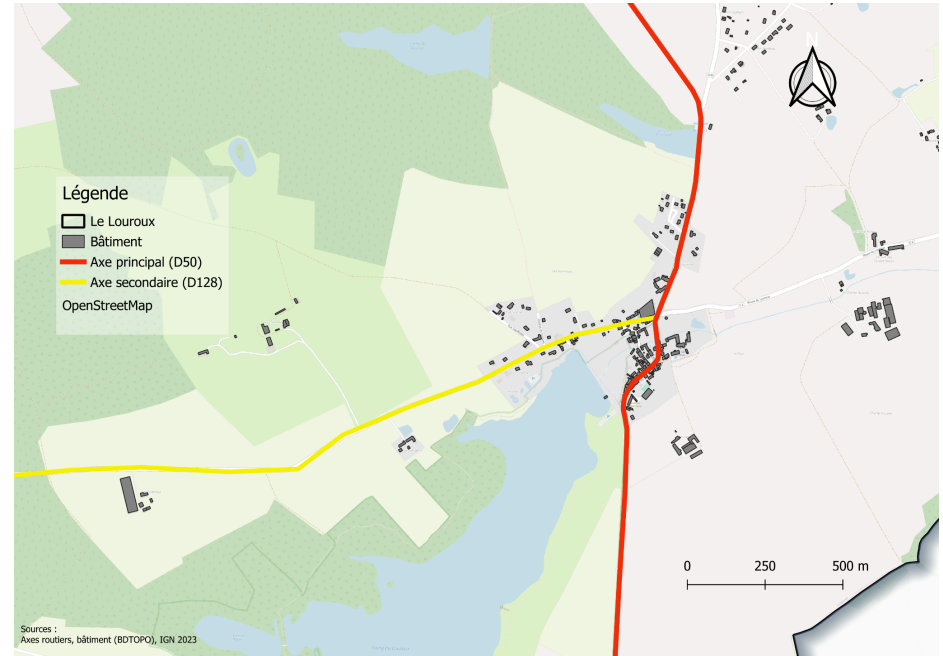 N
Légende
Le Louroux
Bâtiment
Axe principal (D50)
Axe secondaire (D128)
OpenStreetMap
0 250 500 m
Sources :
Axes routiers, bâtiment (BDTOPO), IGN 2023